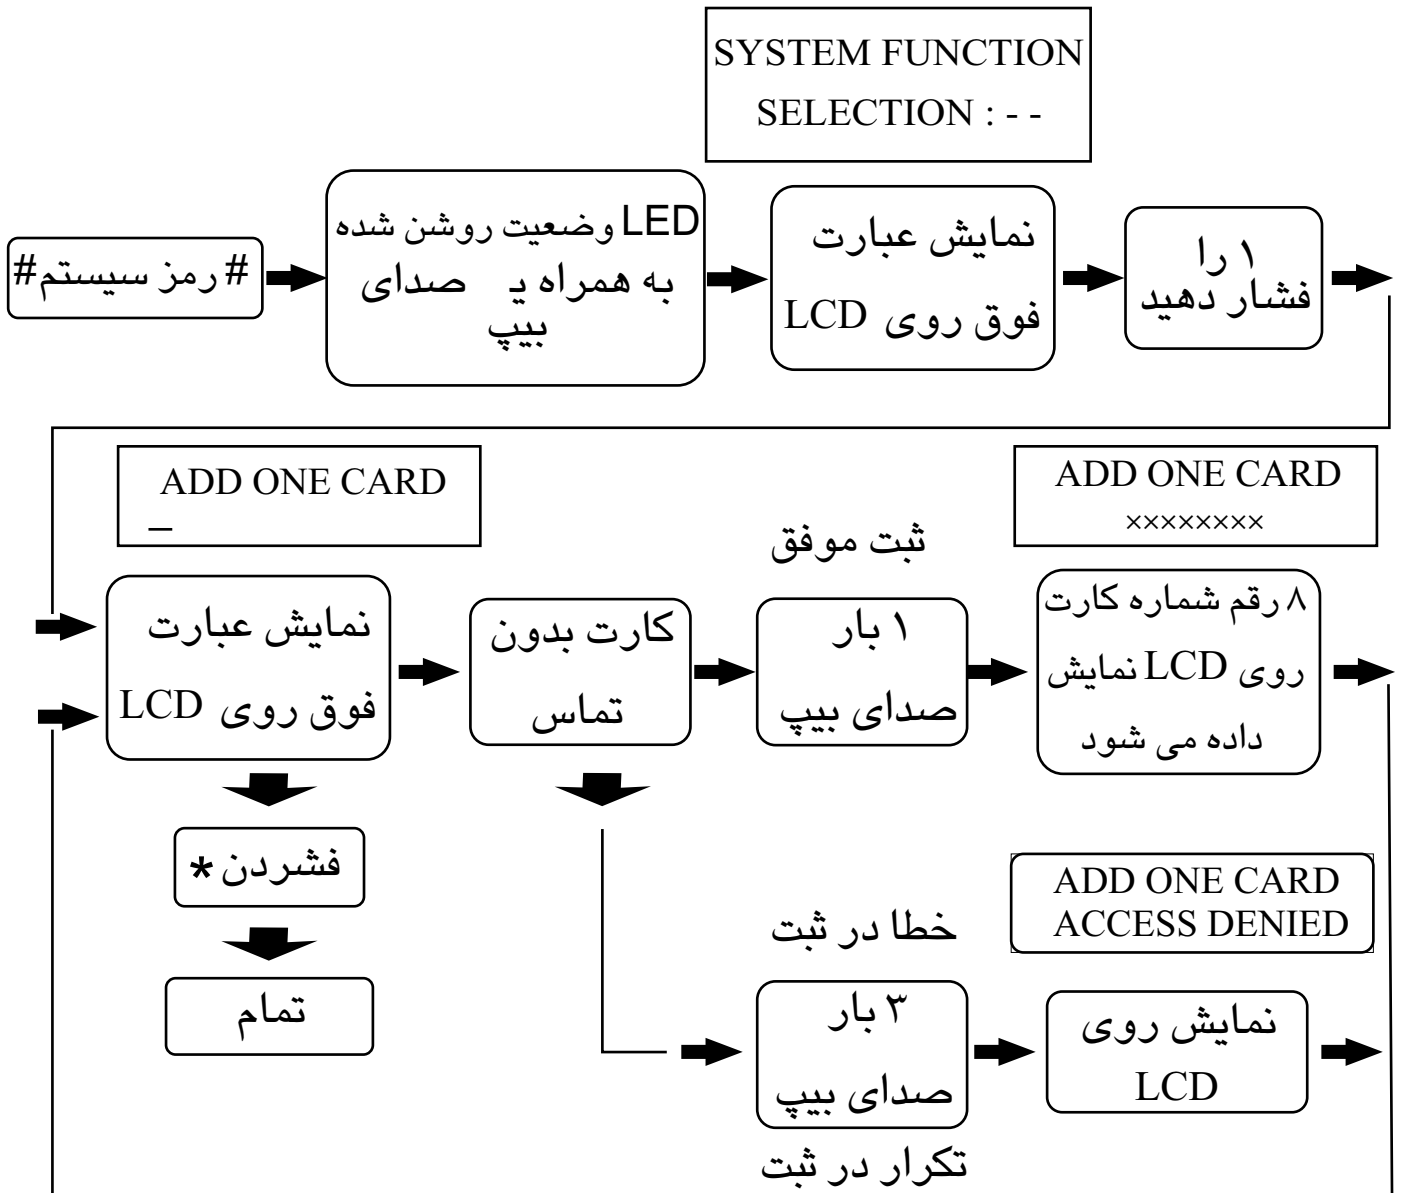 SYSTEM FUNCTION
SELECTION : - -
#رمز سیستم#
LED وضعیت روشن شده
به همراه یـ صدای
بیپ
نمایش عبارت
فوق روی LCD
۱ را
فشار دهید
ADD ONE CARD
_
ADD ONE CARD
××××××××
ثبت موفق
نمایش عبارت
فوق روی LCD
کارت بدون
تماس
۱ بار
صدای بیپ
۸ رقم شماره کارت
روی LCD نمایش
داده می شود
فشردن *
تمام
ADD ONE CARD
ACCESS DENIED
خطا در ثبت
۳ بار
صدای بیپ
نمایش روی
LCD
تکرار در ثبت